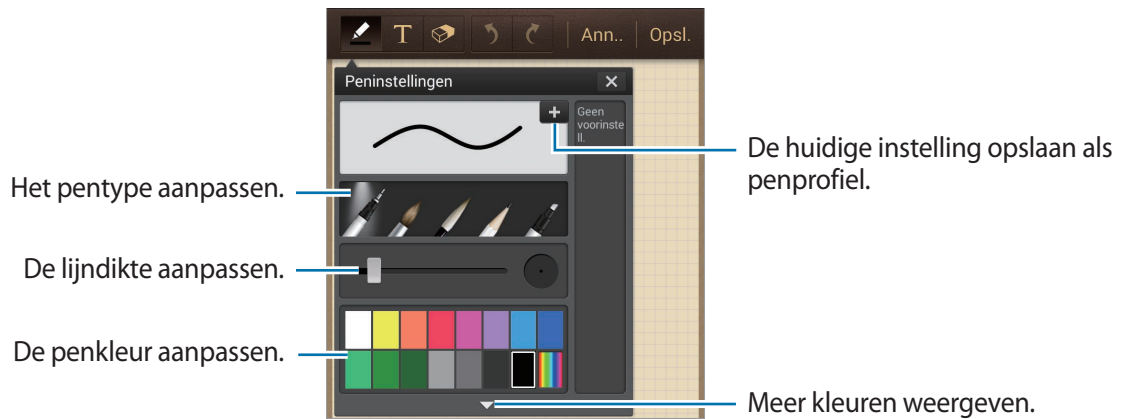 T Ann.. Opsl.
Peninstellingen
Geen
voorinste
ll.
De huidige instelling opslaan als
penprofiel.
Het pentype aanpassen.
De lijndikte aanpassen.
De penkleur aanpassen.
Meer kleuren weergeven.